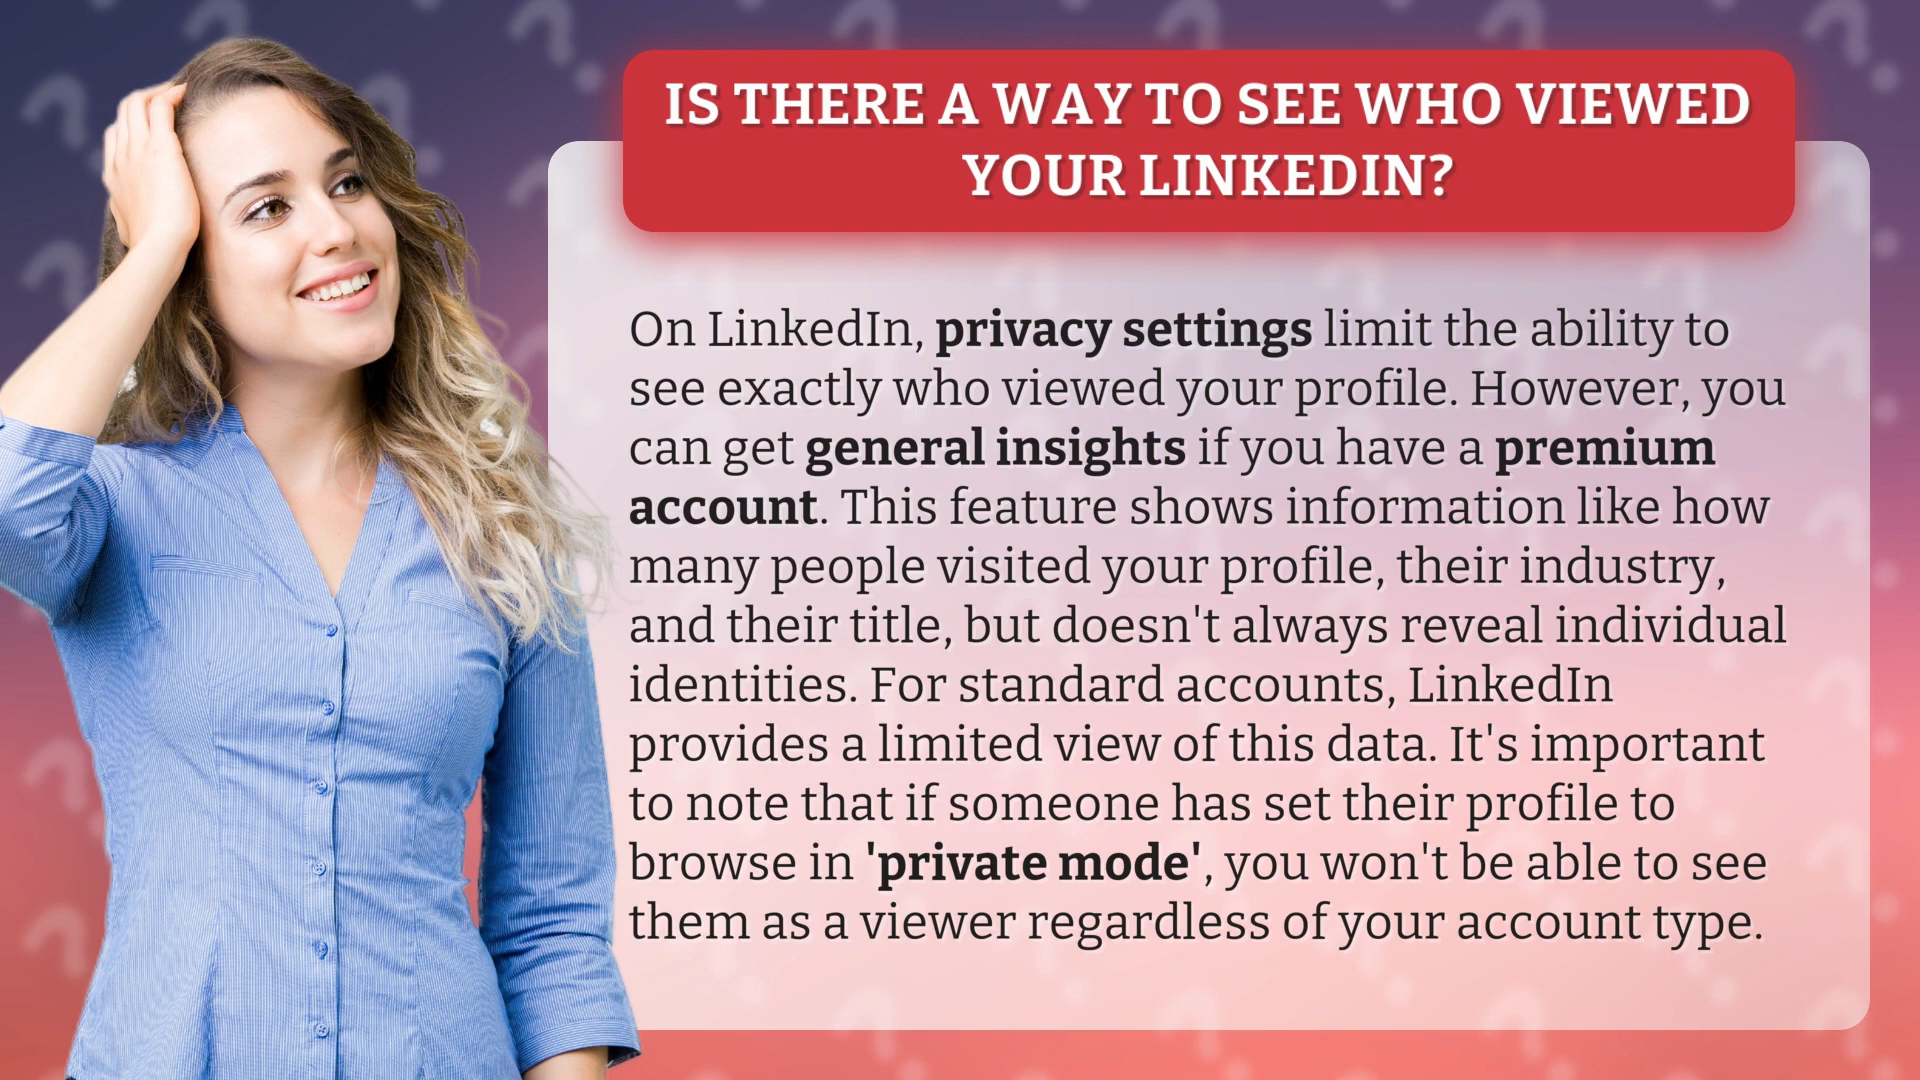 IS THERE A WAY TO SEE WHO VIEWED
YOUR LINKEDIN?
On LinkedIn, privacy settings limit the ability to
see exactly who viewed your profile. However, you
can get general insights if you have a premium
account. This feature shows information like how
many people visited your profile, their industry,
and their title, but doesn't always reveal individual
identities. For standard accounts, LinkedIn
provides a limited view of this data. It's important
to note that if someone has set their profile to
browse in 'private mode', you won't be able to see
them as a viewer regardless of your account type.